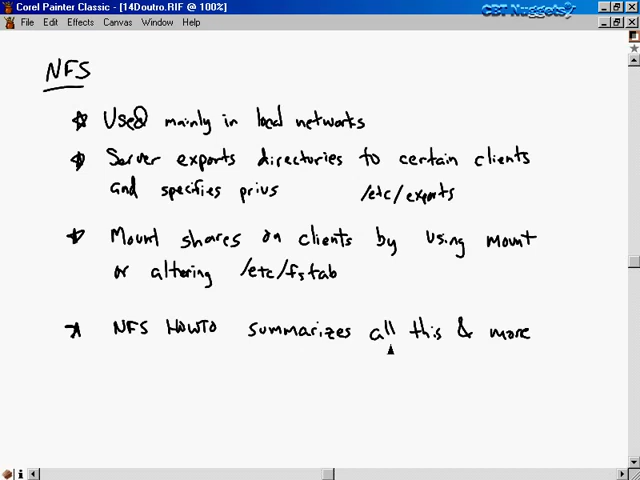 Corel Painter Classic - [14Doutro.RIF @ 100%]
CBT Nuggets
File Edit Effects Canvas Window Help
NFS
* Used mainly in local networks
* Server exports directories to certain clients
and specifies privs /etc/exports
* Mount shares on clients by using mount
or altering /etc/fstab
* NFS HOWTO summarizes all this & more